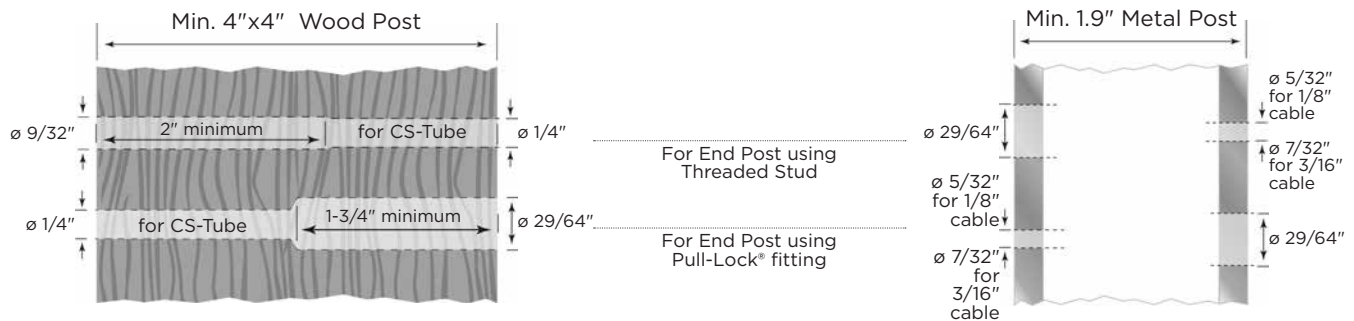 Min. 4"x4" Wood Post
ø 9/32"
2" minimum
for CS-Tube
ø 1/4"
ø 1/4"
for CS-Tube
1-3/4" minimum
ø 29/64"
For End Post using
Threaded Stud
For End Post using
Pull-Lock® fitting
Min. 1.9" Metal Post
ø 29/64"
ø 5/32"
for 1/8"
cable
ø 7/32"
for
3/16"
cable
ø 5/32"
for 1/8"
cable
ø 7/32"
for 3/16"
cable
ø 29/64"